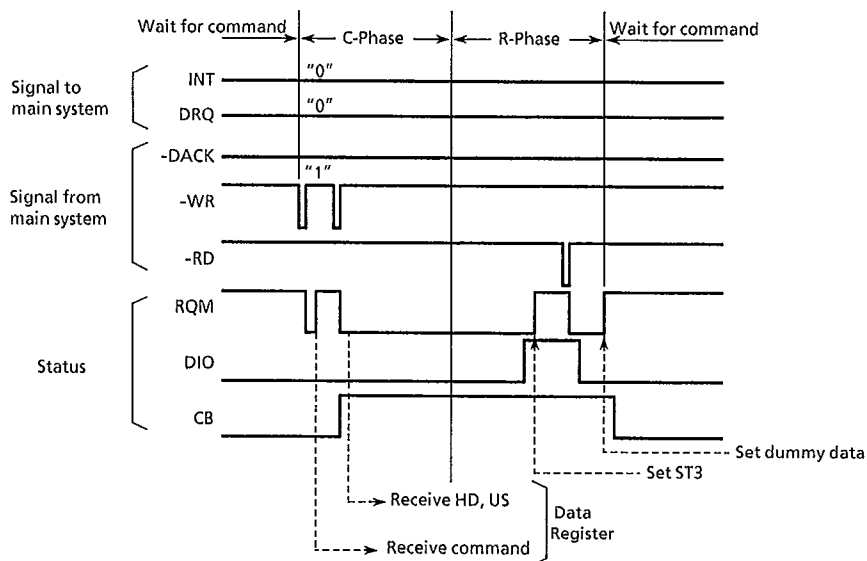 Wait for command
C-Phase
R-Phase
Wait for command
Signal to
main system
INT
"0"
DRQ
"0"
Signal from
main system
-DACK
"1"
-WR
-RD
Status
RQM
DIO
CB
Set dummy data
Set ST3
Receive HD, US
Receive command
Data
Register